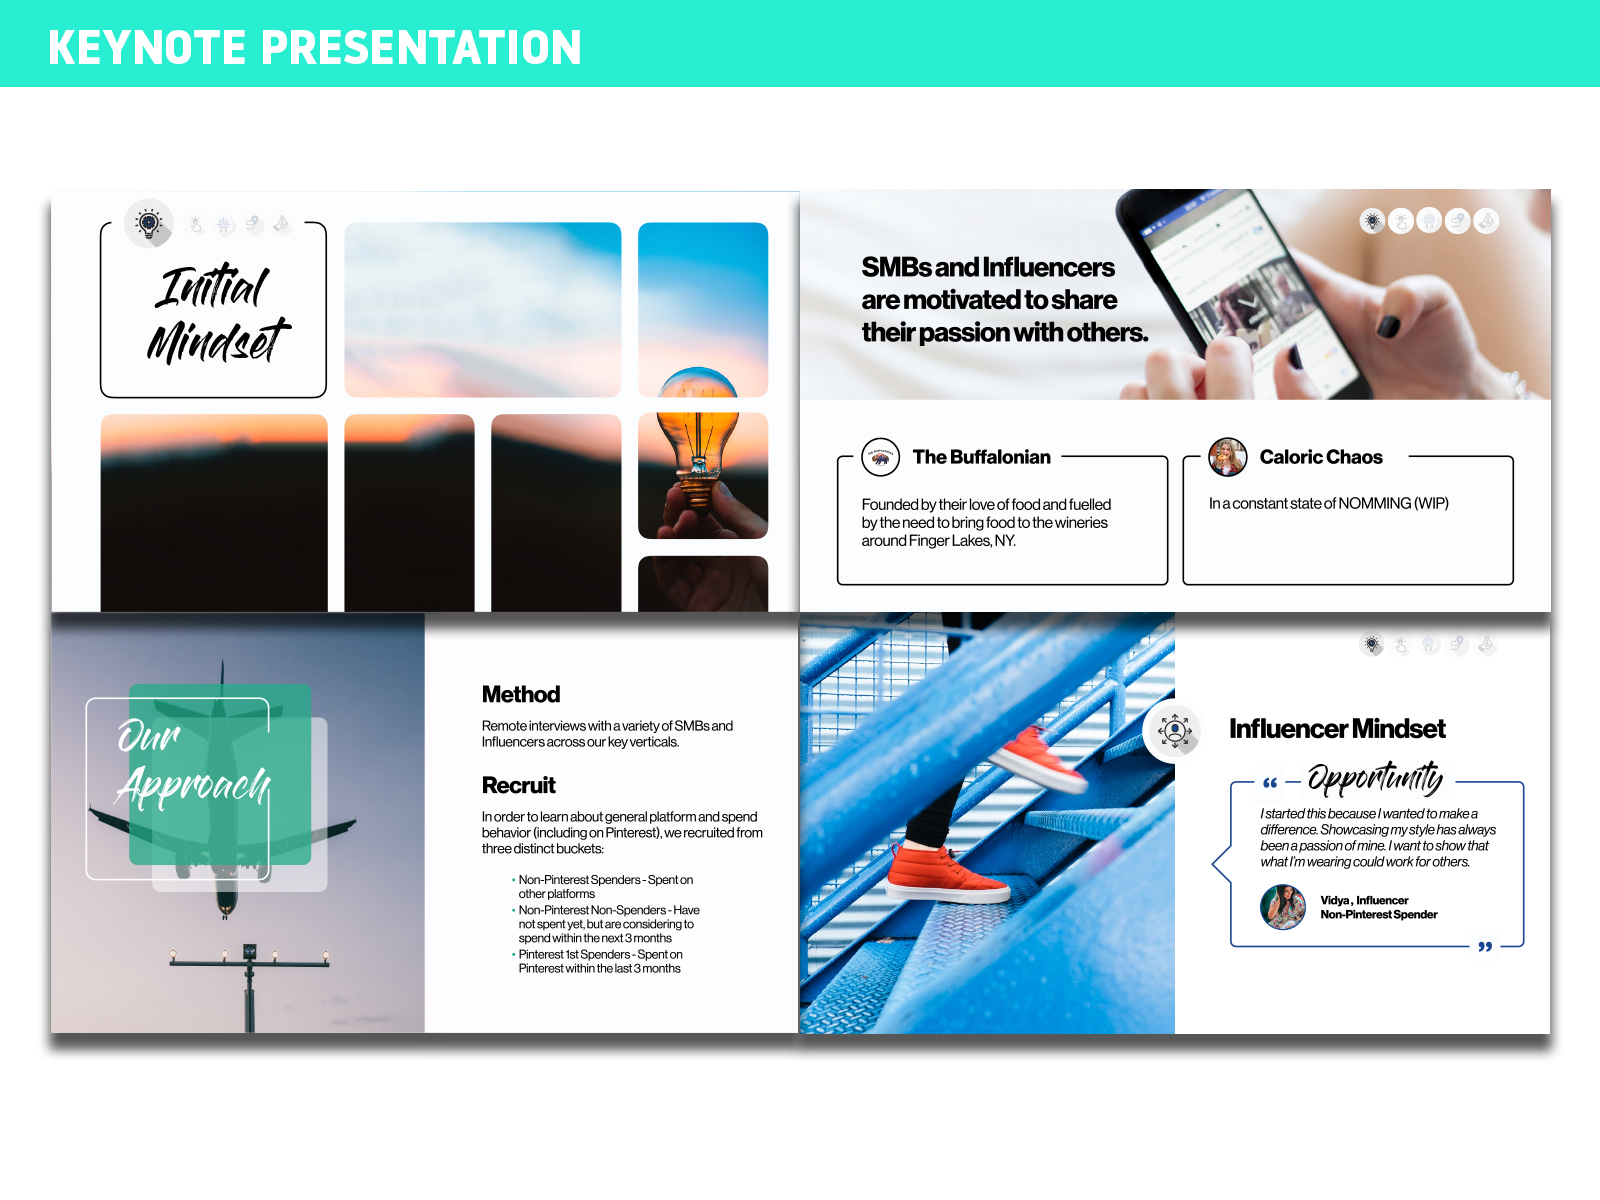 KEYNOTE PRESENTATION
Initial
Mindset
SMBs and Influencers
are motivated to share
their passion with others.
The Buffalonian
Founded by their love of food and fuelled
by the need to bring food to the wineries
around Finger Lakes, NY.
Caloric Chaos
In a constant state of NOMMING (WIP)
Our
Approach
Method
Remote interviews with a variety of SMBs and
Influencers across our key verticals.
Recruit
In order to learn about general platform and spend
behavior (including on Pinterest), we recruited from
three distinct buckets:
• Non-Pinterest Spenders - Spent on
other platforms
• Non-Pinterest Non-Spenders - Have
not spent yet, but are considering to
spend within the next 3 months
• Pinterest 1st Spenders - Spent on
Pinterest within the last 3 months
Influencer Mindset
“ Opportunity
I started this because I wanted to make a
difference. Showcasing my style has always
been a passion of mine. I want to show that
what I'm wearing could work for others.
Vidya , Influencer
Non-Pinterest Spender
”